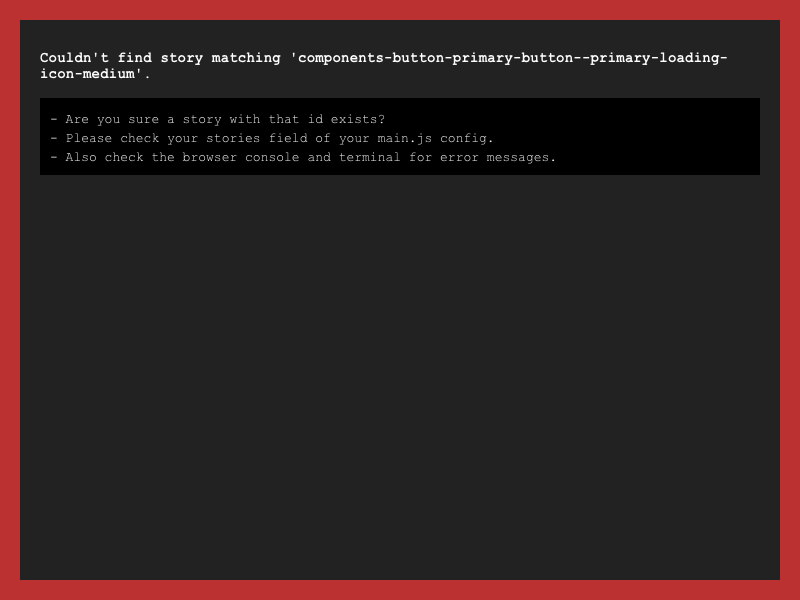 Couldn't find story matching 'components-button-primary-button--primary-loading-
icon-medium'.
- Are you sure a story with that id exists?
- Please check your stories field of your main.js config.
- Also check the browser console and terminal for error messages.